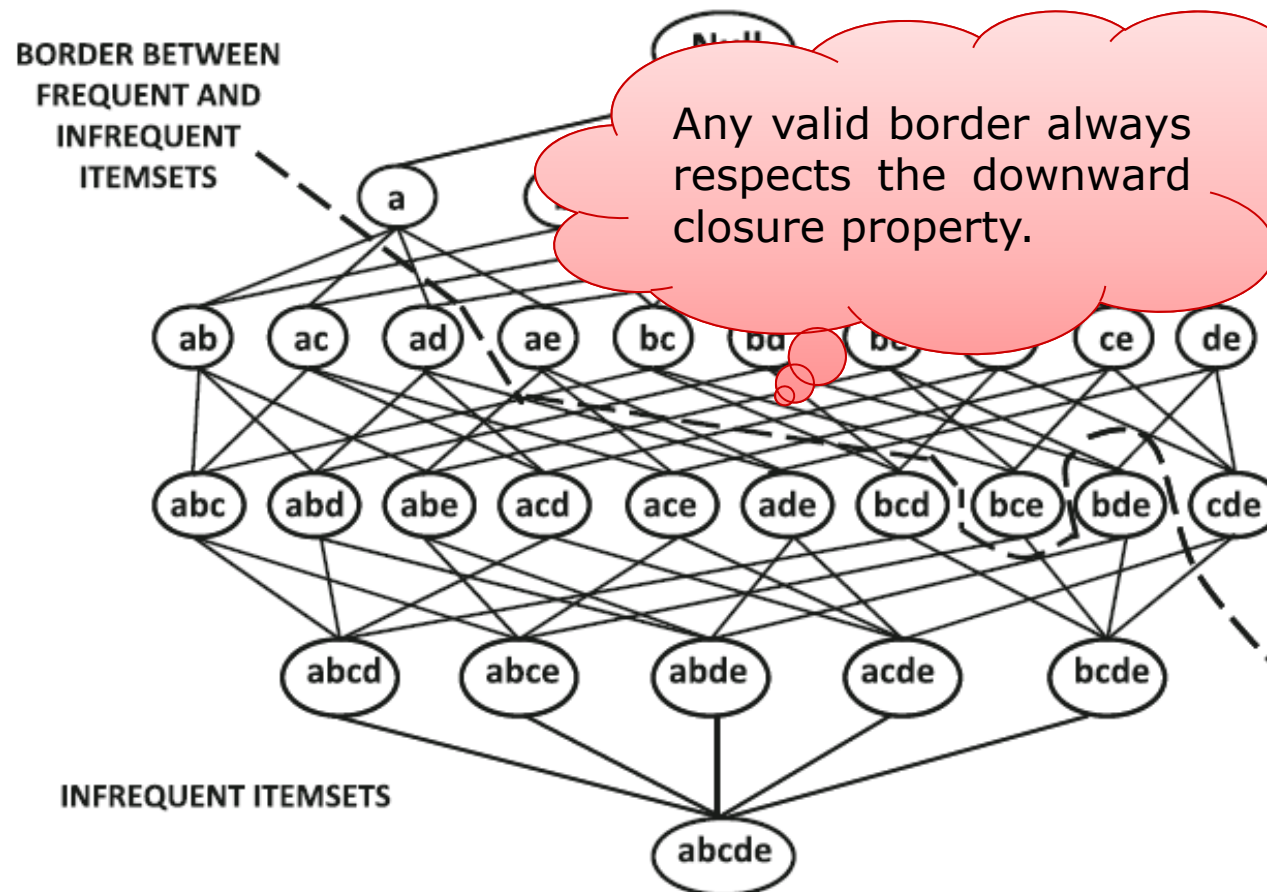 BORDER BETWEEN
FREQUENT AND
INFREQUENT
ITEMSETS
Any valid border always
respects the downward
closure property.
a
ab ac ad ae bc bd be ce de
abc abd abe acd ace ade bcd bce bde cde
abcd abce abde acde bcde
INFREQUENT ITEMSETS
abcde